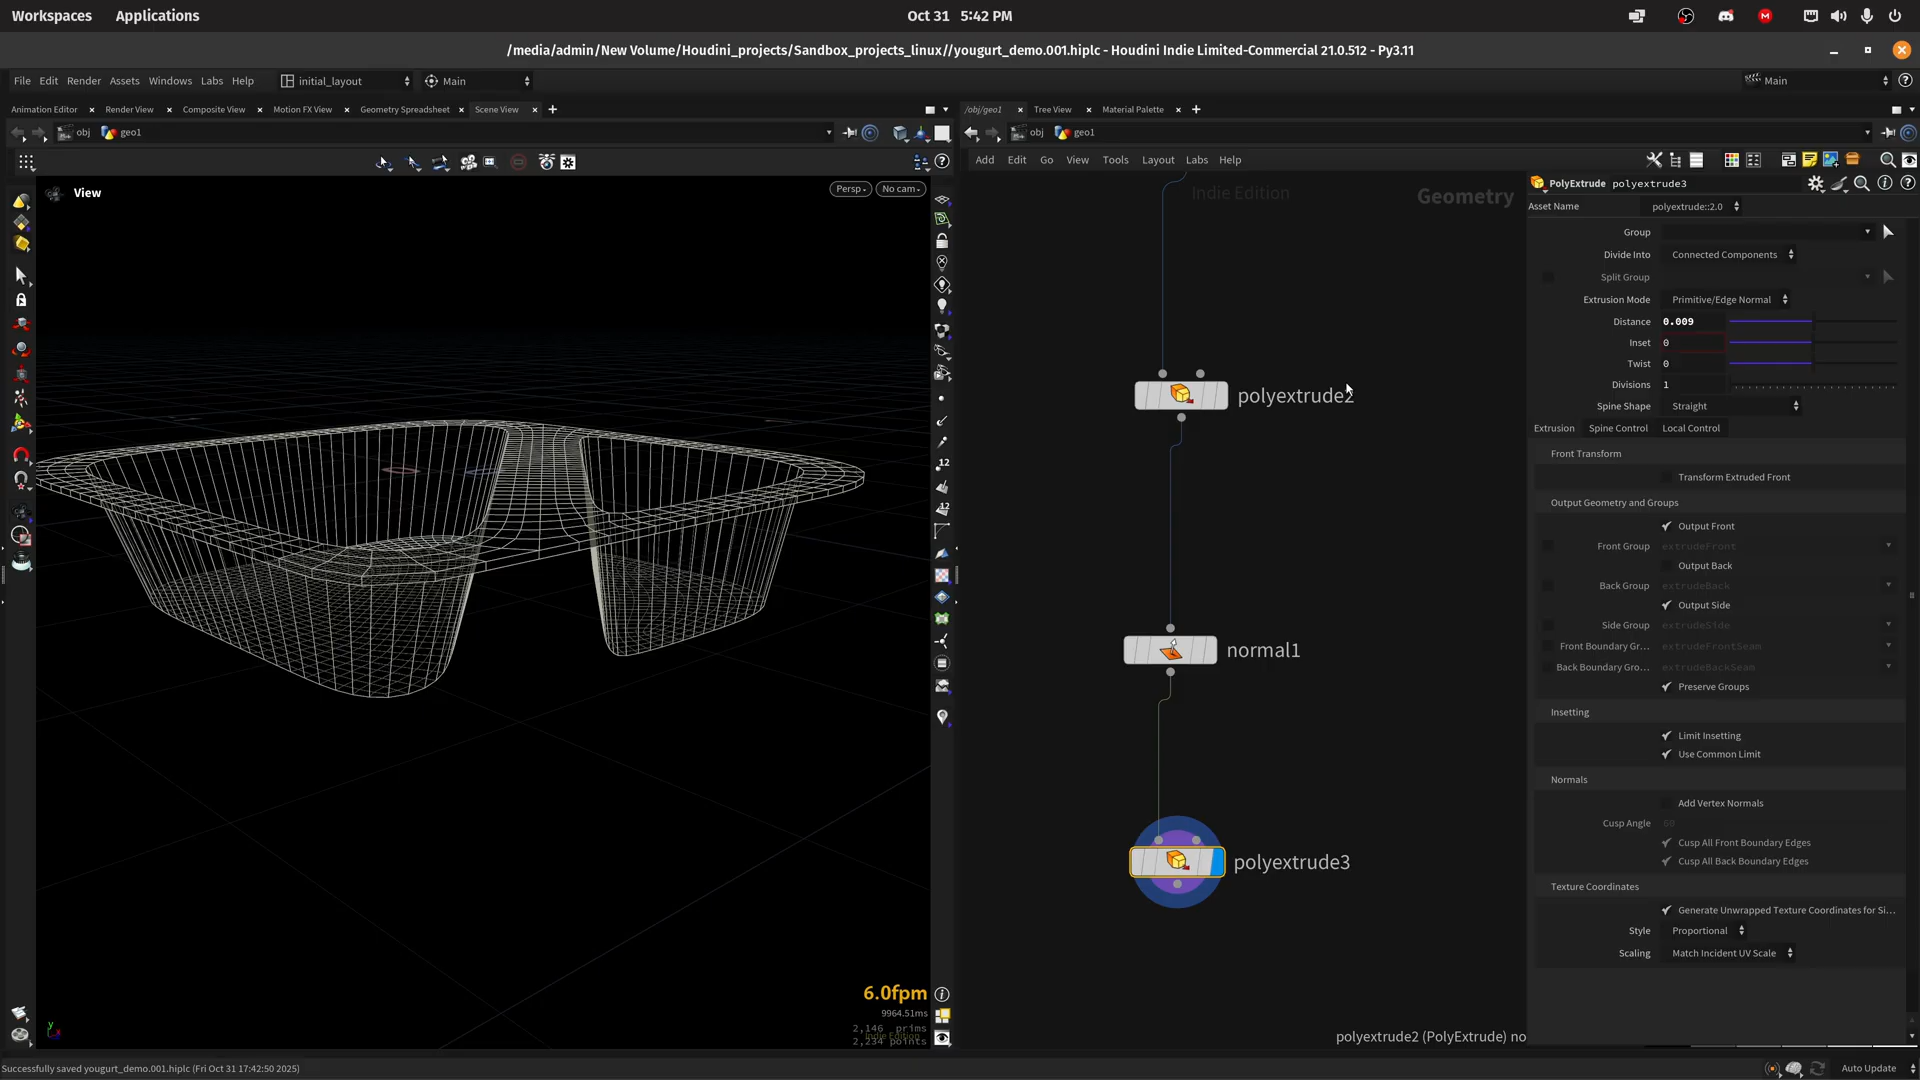 Workspaces Applications Oct 31 5:42 PM
/media/admin/New Volume/Houdini_projects/Sandbox_projects_linux//yougurt_demo.001.hiplc - Houdini Indie Limited-Commercial 21.0.512 - Py3.11
File Edit Render Assets Windows Labs Help initial_layout Main Main
Animation Editor Render View Composite View Motion FX View Geometry Spreadsheet Scene View
/obj/geo1 Tree View Material Palette
obj geo1
obj geo1
Add Edit Go View Tools Layout Labs Help
View Persp No cam
Indie Edition Geometry
polyextrude2
normal1
polyextrude3
polyextrude2 (PolyExtrude) no
PolyExtrude polyextrude3
Asset Name polyextrude::2.0
Group
Divide Into Connected Components
Split Group
Extrusion Mode Primitive/Edge Normal
Distance 0.009
Inset 0
Twist 0
Divisions 1
Spine Shape Straight
Extrusion Spine Control Local Control
Front Transform
Transform Extruded Front
Output Geometry and Groups
Output Front
Front Group extrudeFront
Output Back
Back Group extrudeBack
Output Side
Side Group extrudeSide
Front Boundary Gr... extrudeFrontSeam
Back Boundary Gro... extrudeBackSeam
Preserve Groups
Insetting
Limit Insetting
Use Common Limit
Normals
Add Vertex Normals
Cusp Angle 60
Cusp All Front Boundary Edges
Cusp All Back Boundary Edges
Texture Coordinates
Generate Unwrapped Texture Coordinates for Si...
Style Proportional
Scaling Match Incident UV Scale
12
12
6.0fpm
9964.51ms
2,146 prims
Indie Edition
2,234 points
y x
Successfully saved yougurt_demo.001.hiplc (Fri Oct 31 17:42:50 2025)
Auto Update